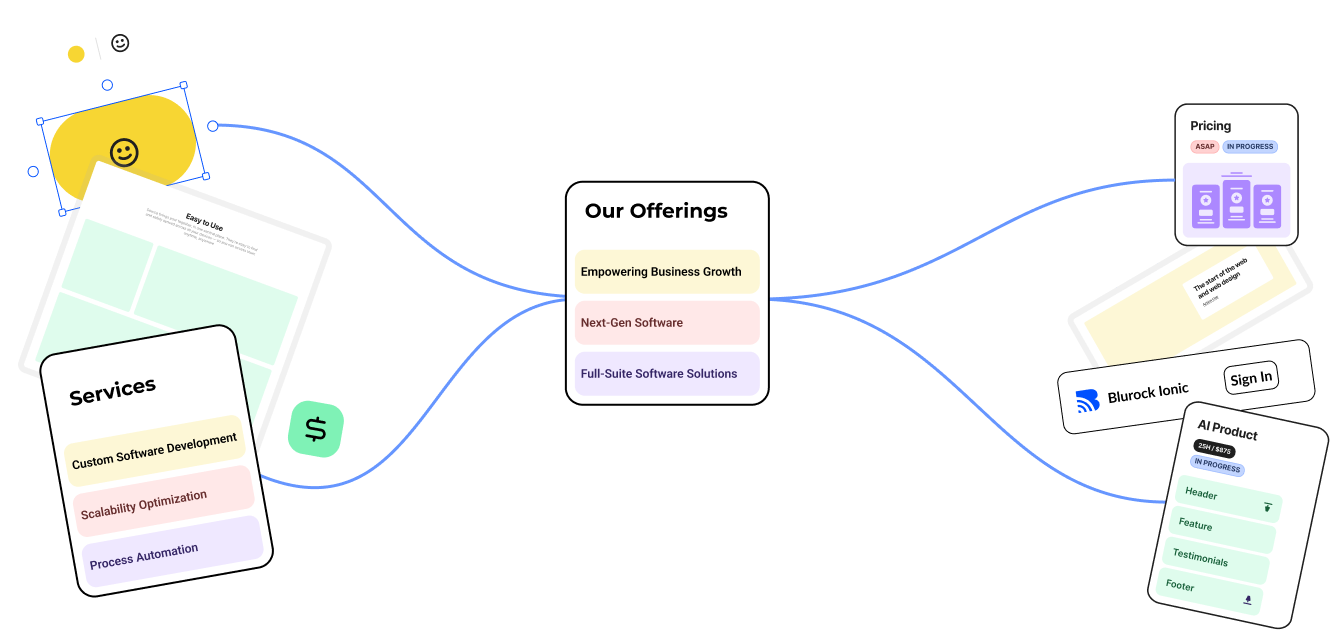 Easy to Use
Services
Custom Software Development
Scalability Optimization
Process Automation
Our Offerings
Empowering Business Growth
Next-Gen Software
Full-Suite Software Solutions
Pricing
ASAP
IN PROGRESS
The start of the web
and web design
Blurock Ionic
Sign In
AI Product
25H / $875
IN PROGRESS
Header
Feature
Testimonials
Footer